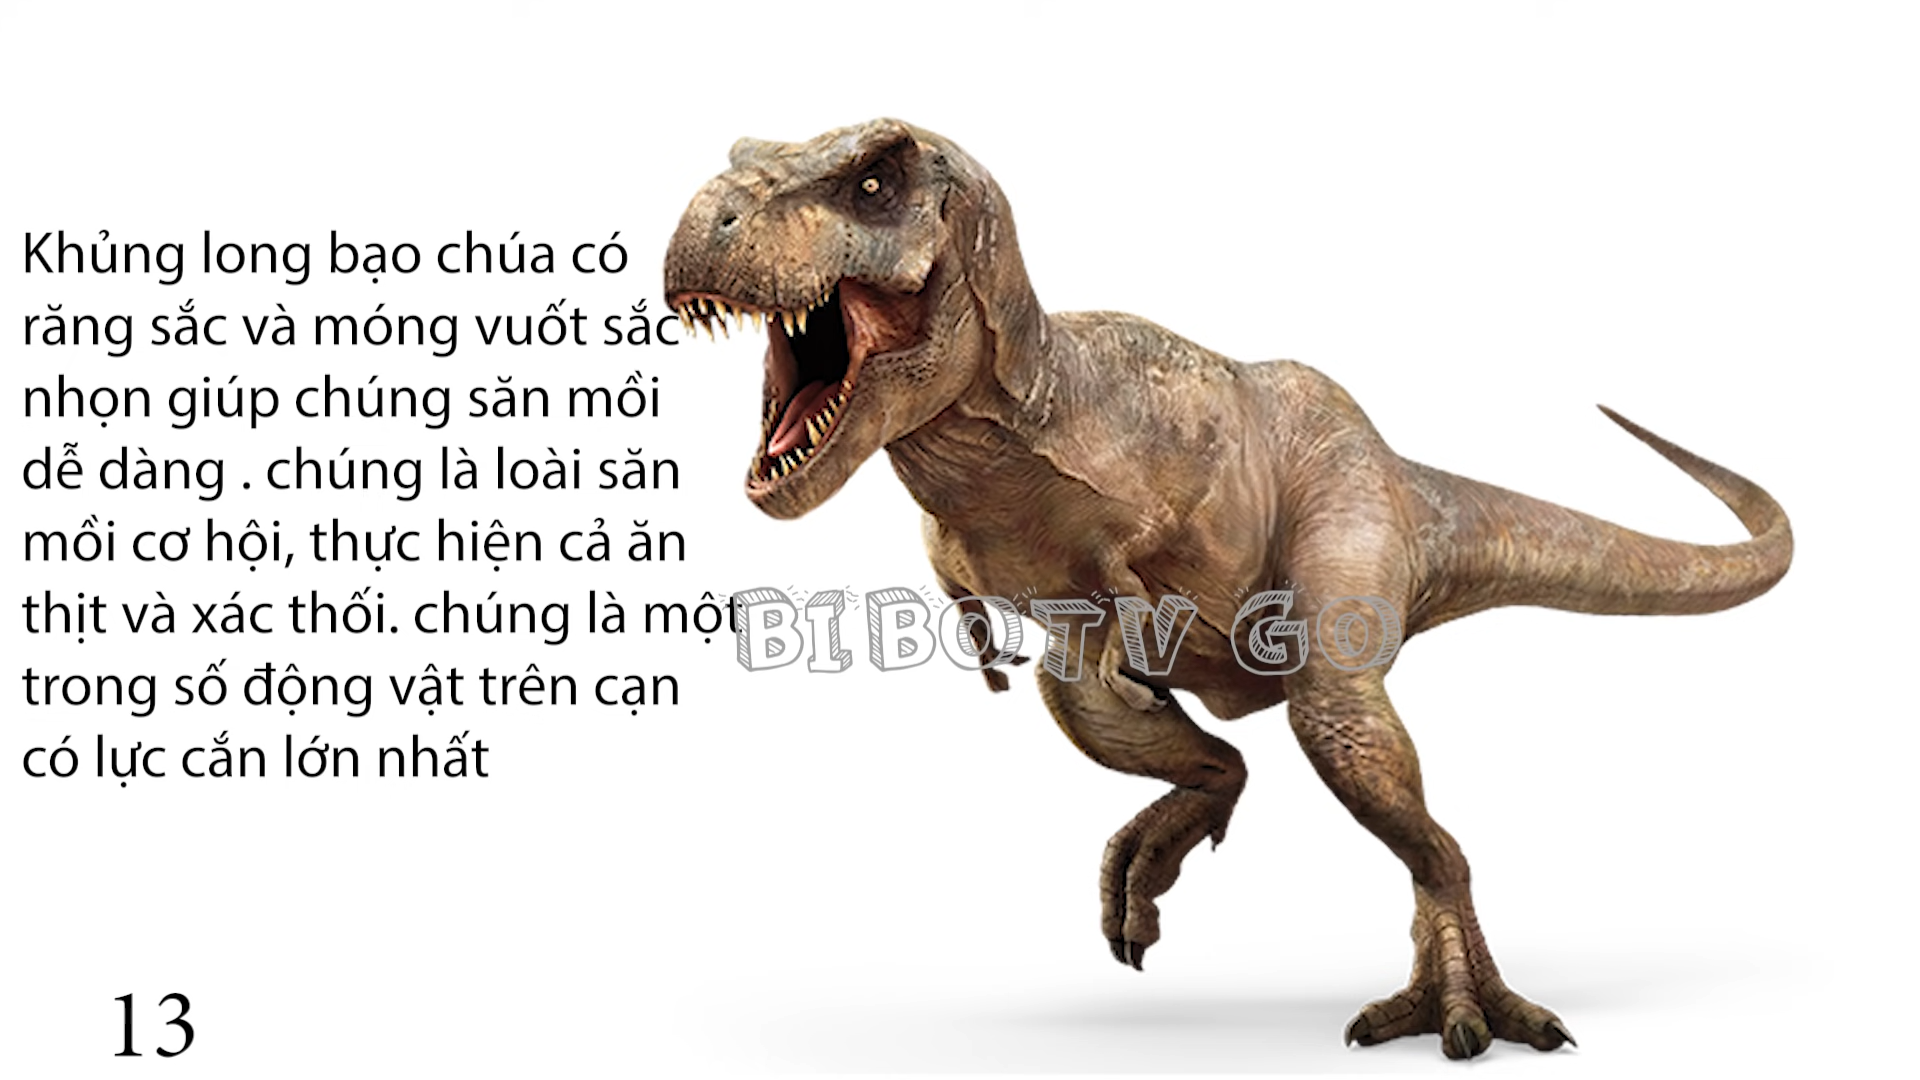 Khủng long bạo chúa có
răng sắc và móng vuốt sắc
nhọn giúp chúng săn mồi
dễ dàng . chúng là loài săn
mồi cơ hội, thực hiện cả ăn
thịt và xác thối. chúng là một
trong số động vật trên cạn
có lực cắn lớn nhất
BIBOTV GO
13